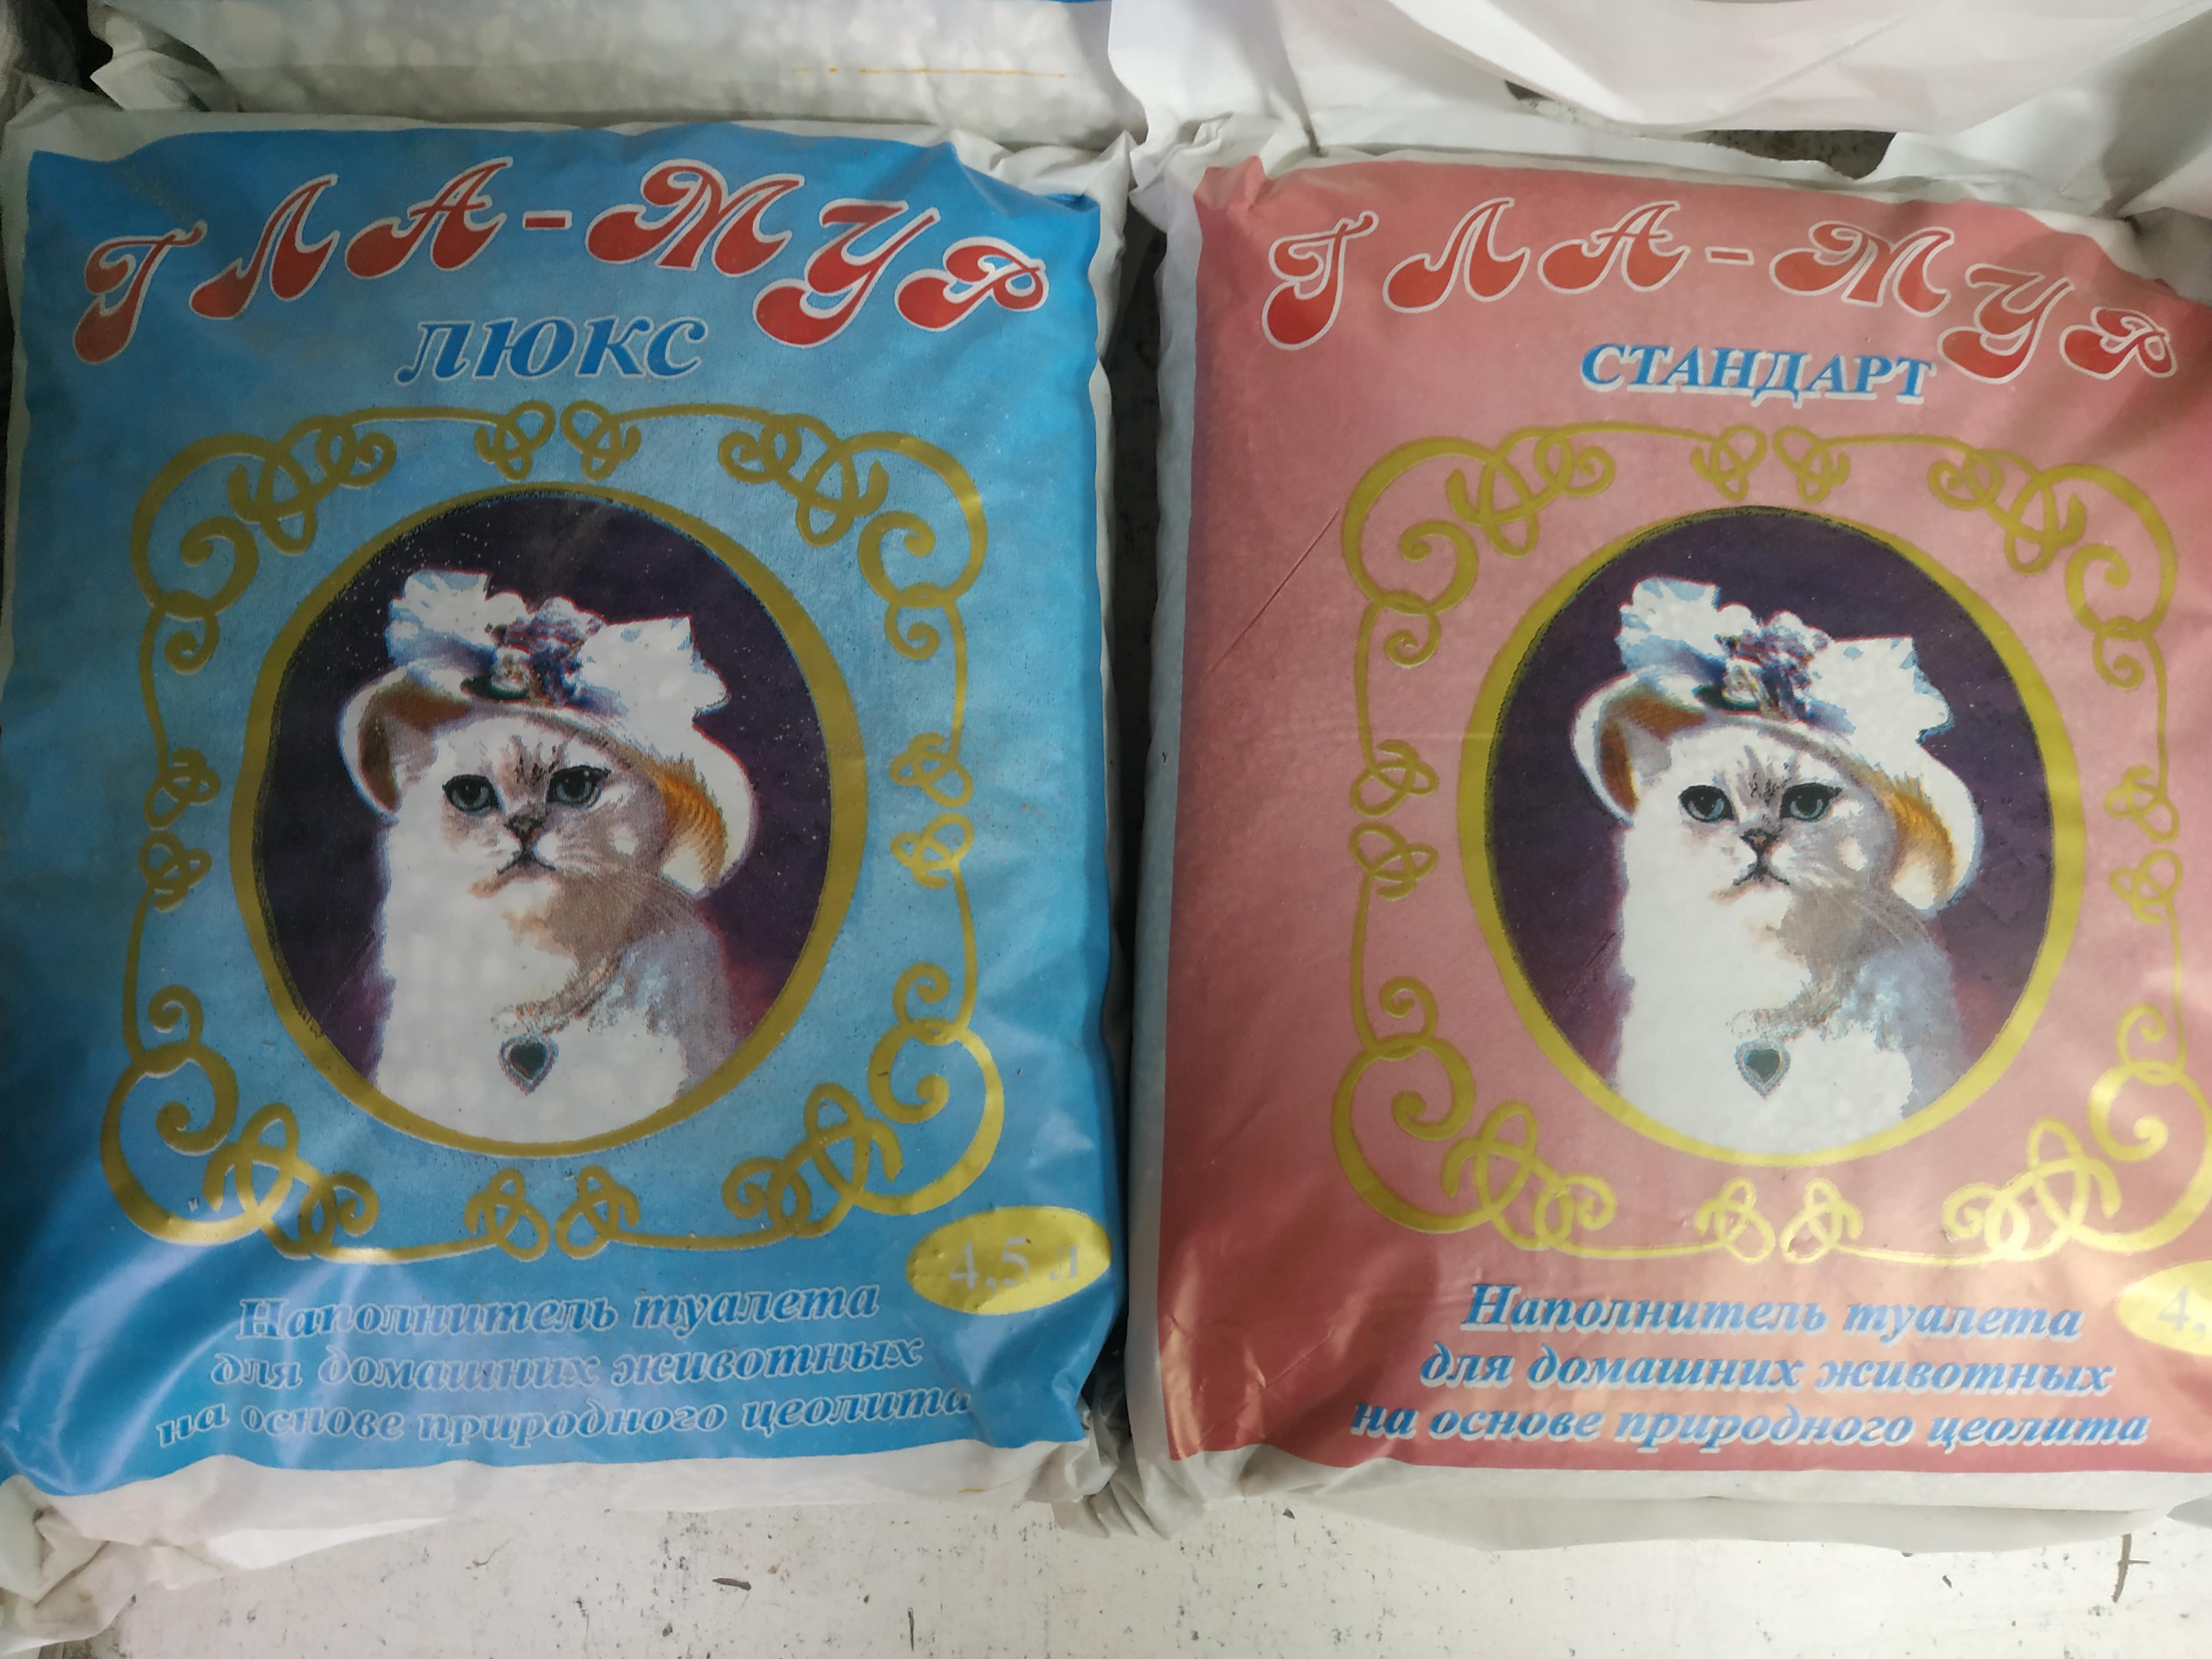 ГЛА-МУР
ЛЮКС
4,5 л
Наполнитель туалета
для домашних животных
на основе природного цеолита
ГЛА-МУР
СТАНДАРТ
4,
Наполнитель туалета
для домашних животных
на основе природного цеолита